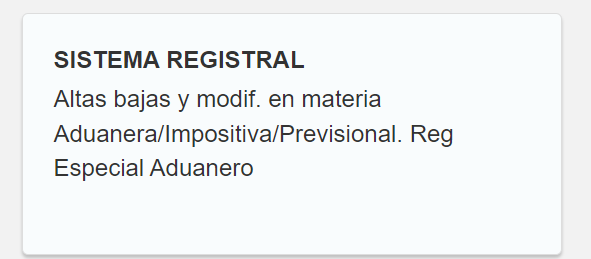 SISTEMA REGISTRAL
Altas bajas y modif. en materia
Aduanera/Impositiva/Previsional. Reg
Especial Aduanero